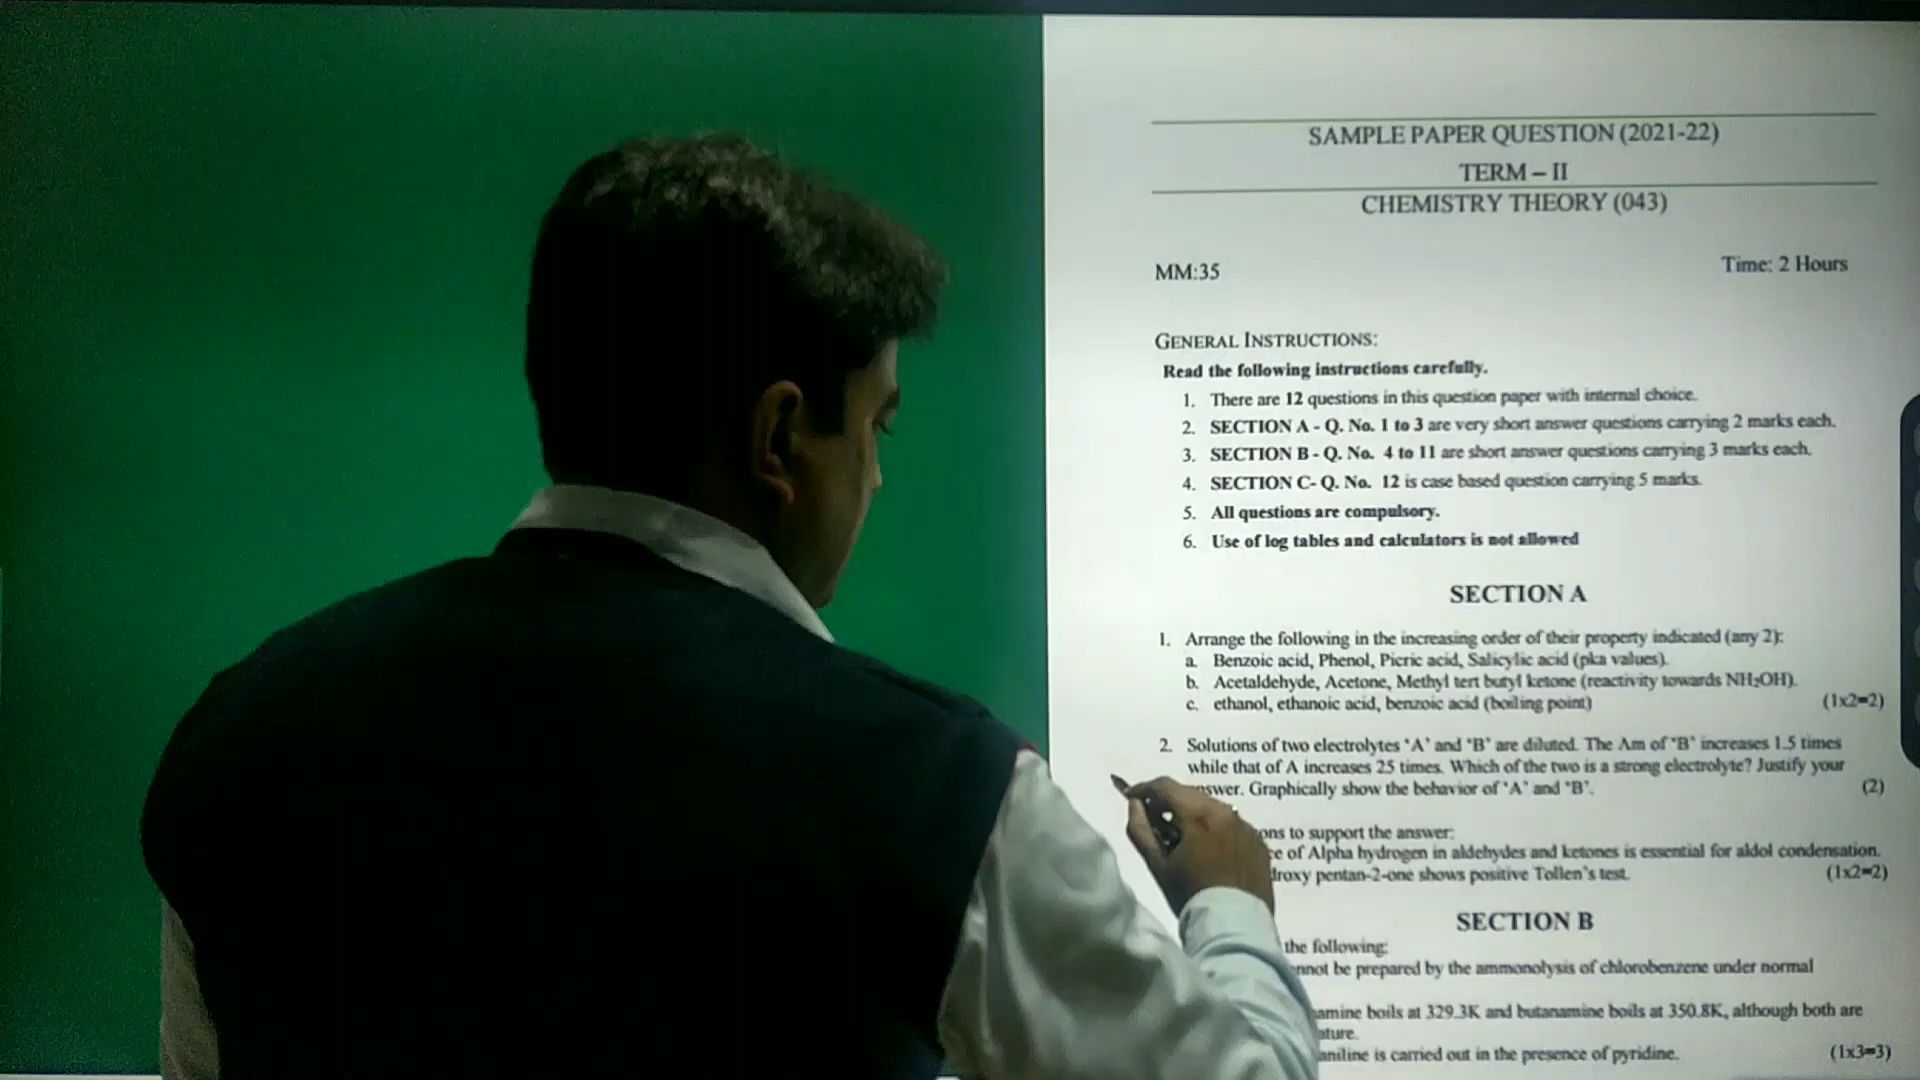 SAMPLE PAPER QUESTION (2021-22)
TERM – II
CHEMISTRY THEORY (043)
MM:35
Time: 2 Hours
GENERAL INSTRUCTIONS:
Read the following instructions carefully.
1. There are 12 questions in this question paper with internal choice.
2. SECTION A - Q. No. 1 to 3 are very short answer questions carrying 2 marks each.
3. SECTION B - Q. No. 4 to 11 are short answer questions carrying 3 marks each.
4. SECTION C- Q. No. 12 is case based question carrying 5 marks.
5. All questions are compulsory.
6. Use of log tables and calculators is not allowed
SECTION A
1. Arrange the following in the increasing order of their property indicated (any 2):
a. Benzoic acid, Phenol, Picric acid, Salicylic acid (pka values).
b. Acetaldehyde, Acetone, Methyl tert butyl ketone (reactivity towards NH₂OH).
c. ethanol, ethanoic acid, benzoic acid (boiling point) (1x2=2)
2. Solutions of two electrolytes 'A' and 'B' are diluted. The Λm of 'B' increases 1.5 times
while that of A increases 25 times. Which of the two is a strong electrolyte? Justify your
Graphically show the behavior of 'A' and 'B'. (2)
to support the answer:
of Alpha hydrogen in aldehydes and ketones is essential for aldol condensation.
pentan-2-one shows positive Tollen's test. (1x2=2)
SECTION B
the following:
be prepared by the ammonolysis of chlorobenzene under normal
boils at 329.3K and butanamine boils at 350.8K, although both are
aniline is carried out in the presence of pyridine. (1x3=3)